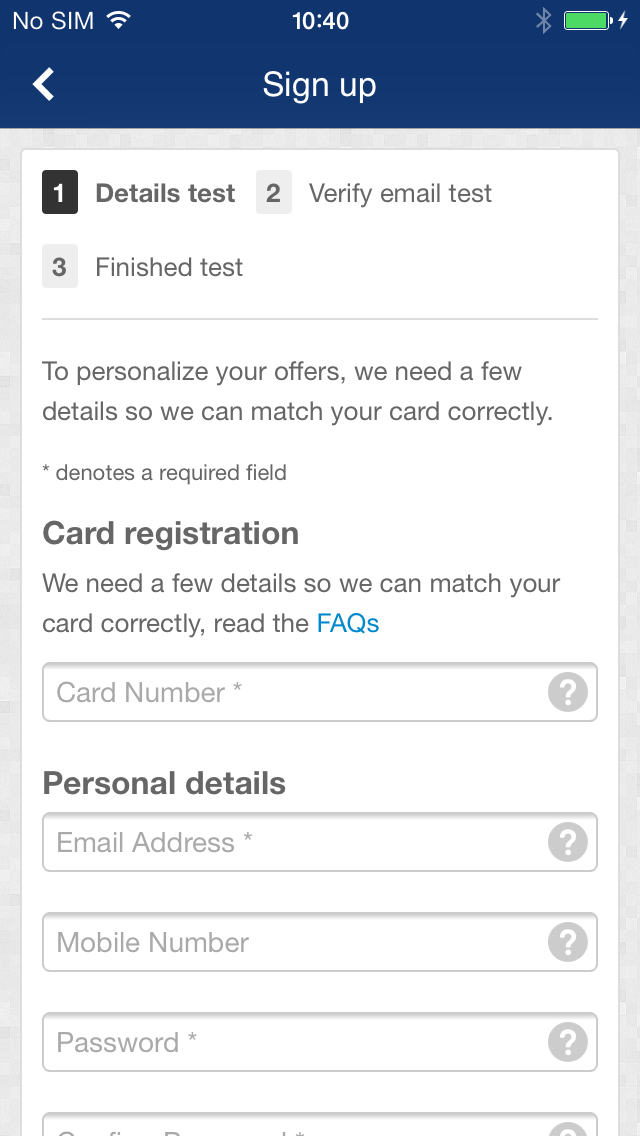 No SIM 10:40
Sign up
1 Details test 2 Verify email test
3 Finished test
To personalize your offers, we need a few
details so we can match your card correctly.
* denotes a required field
Card registration
We need a few details so we can match your
card correctly, read the FAQs
Card Number * ?
Personal details
Email Address * ?
Mobile Number ?
Password * ?